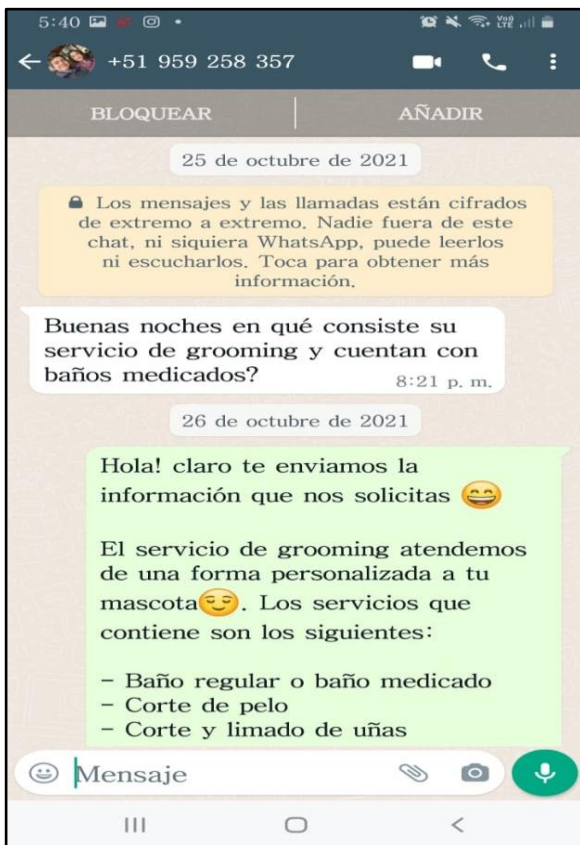 5:40
Vo))
LTE
+51 959 258 357
BLOQUEAR
AÑADIR
25 de octubre de 2021
Los mensajes y las llamadas están cifrados
de extremo a extremo. Nadie fuera de este
chat, ni siquiera WhatsApp, puede leerlos
ni escucharlos. Toca para obtener más
información.
Buenas noches en qué consiste su
servicio de grooming y cuentan con
baños medicados?
8:21 p. m.
26 de octubre de 2021
Hola! claro te enviamos la
información que nos solicitas 😄
El servicio de grooming atendemos
de una forma personalizada a tu
mascota😌. Los servicios que
contiene son los siguientes:
- Baño regular o baño medicado
- Corte de pelo
- Corte y limado de uñas
Mensaje